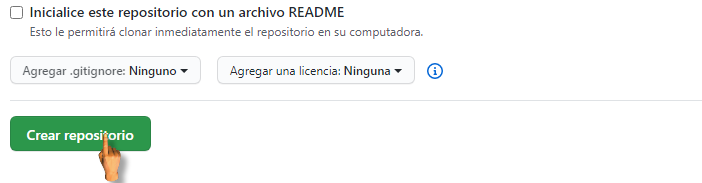 Inicialice este repositorio con un archivo README
Esto le permitirá clonar inmediatamente el repositorio en su computadora.
Agregar .gitignore: Ninguno Agregar una licencia: Ninguna
Crear repositorio